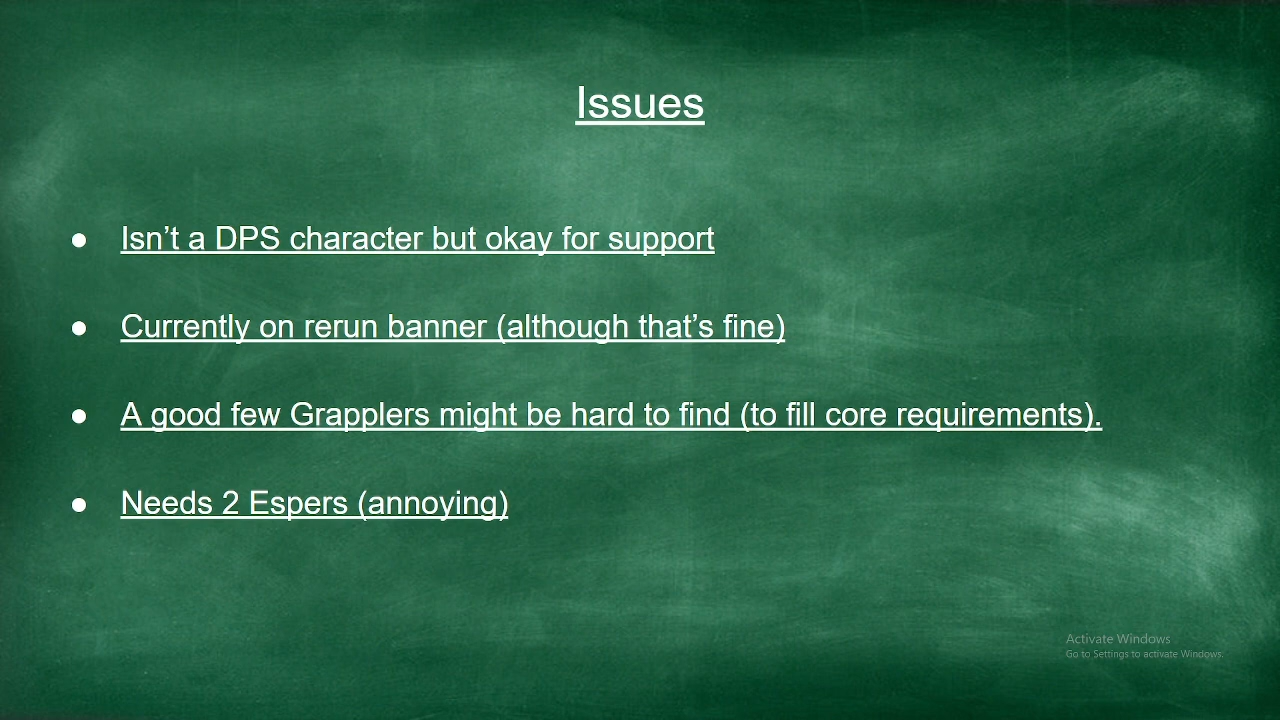 Issues
● Isn’t a DPS character but okay for support
● Currently on rerun banner (although that’s fine)
● A good few Grapplers might be hard to find (to fill core requirements).
● Needs 2 Espers (annoying)
Activate Windows
Go to Settings to activate Windows.